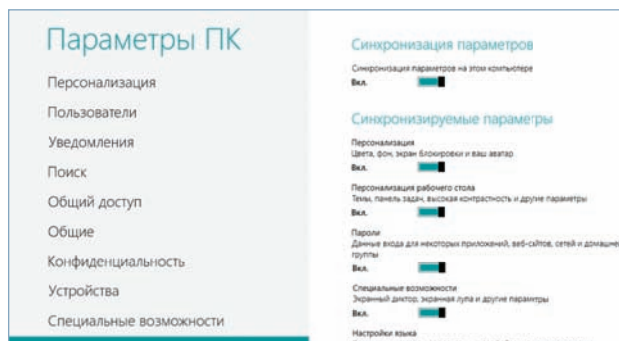 Параметры ПК
Персонализация
Пользователи
Уведомления
Поиск
Общий доступ
Общие
Конфиденциальность
Устройства
Специальные возможности
Синхронизация параметров
Синхронизация параметров на этом компьютере
Вкл.
Синхронизируемые параметры
Персонализация
Цвета, фон, экран блокировки и ваш аватар
Вкл.
Персонализация рабочего стола
Темы, панель задач, высокая контрастность и другие параметры
Вкл.
Пароли
Данные входа для некоторых приложений, веб-сайтов, сетей и домашне
группы
Вкл.
Специальные возможности
Экранный диктор, экранная лупа и другие параметры
Вкл.
Настройки языка